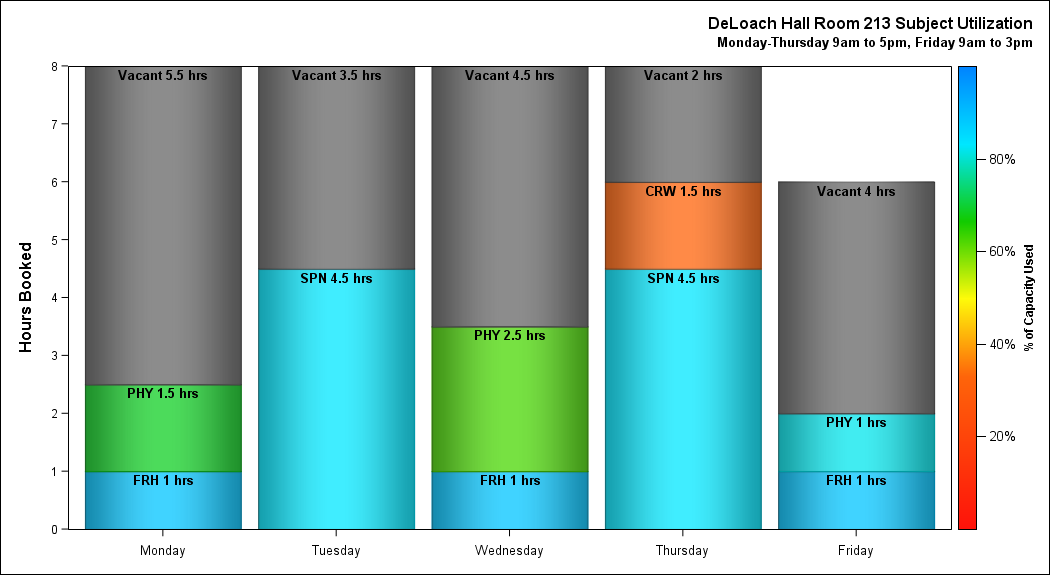 DeLoach Hall Room 213 Subject Utilization
Monday-Thursday 9am to 5pm, Friday 9am to 3pm
Hours Booked
8
7
6
5
4
3
2
1
0
Vacant 5.5 hrs
PHY 1.5 hrs
FRH 1 hrs
Vacant 3.5 hrs
SPN 4.5 hrs
Vacant 4.5 hrs
PHY 2.5 hrs
FRH 1 hrs
Vacant 2 hrs
CRW 1.5 hrs
SPN 4.5 hrs
Vacant 4 hrs
PHY 1 hrs
FRH 1 hrs
Monday
Tuesday
Wednesday
Thursday
Friday
80%
60%
40%
20%
% of Capacity Used